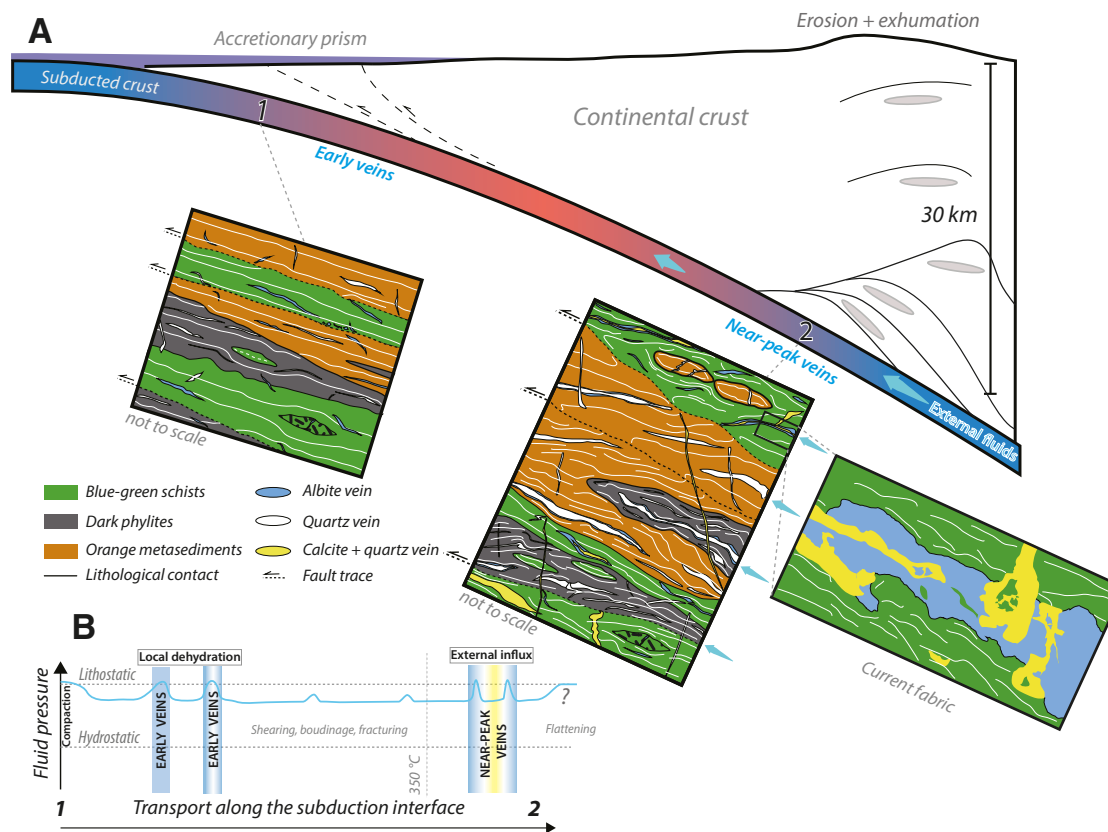 A
Erosion + exhumation
Accretionary prism
Subducted crust
1
Continental crust
Early veins
30 km
2
Near-peak veins
External fluids
not to scale
Blue-green schists
Albite vein
Dark phylites
Quartz vein
Orange metasediments
Calcite + quartz vein
Lithological contact
Fault trace
not to scale
Current fabric
B
Local dehydration
External influx
Fluid pressure
Lithostatic
Compaction
EARLY VEINS
EARLY VEINS
?
Hydrostatic
Shearing, boudinage, fracturing
350 °C
NEAR-PEAK
VEINS
Flattening
1
Transport along the subduction interface
2